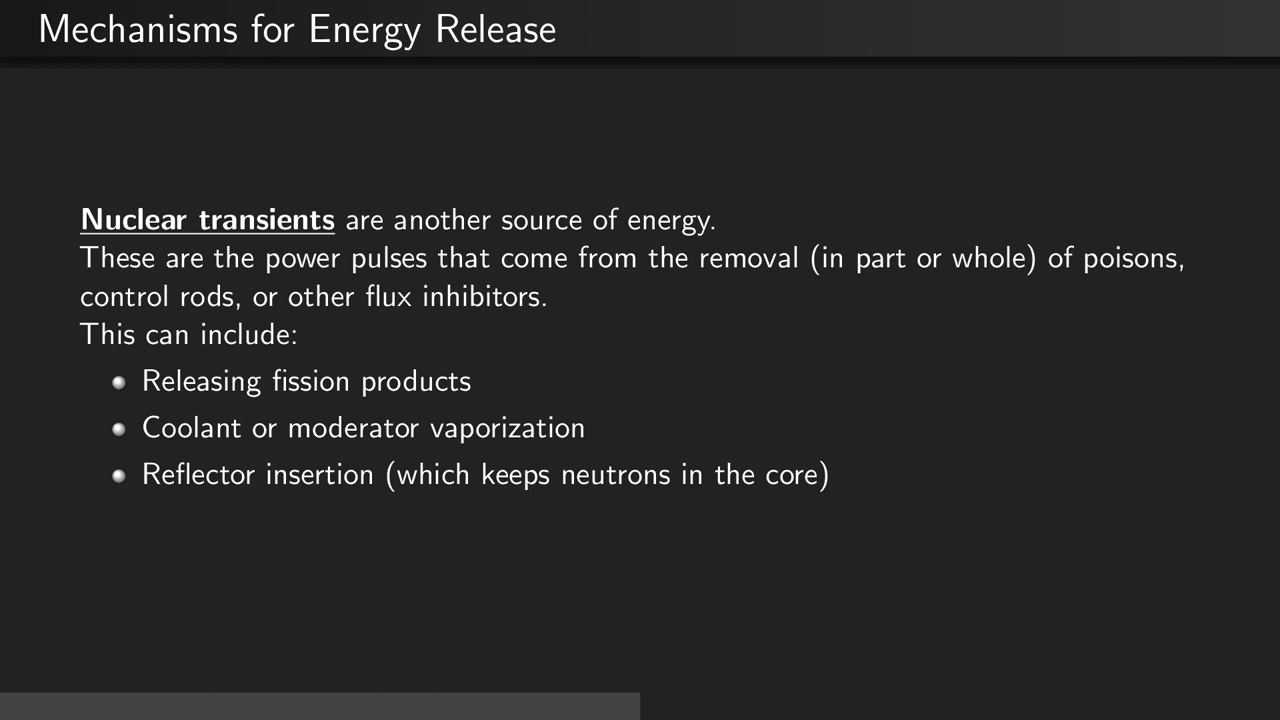 Mechanisms for Energy Release
Nuclear transients are another source of energy.
These are the power pulses that come from the removal (in part or whole) of poisons,
control rods, or other flux inhibitors.
This can include:
Releasing fission products
Coolant or moderator vaporization
Reflector insertion (which keeps neutrons in the core)